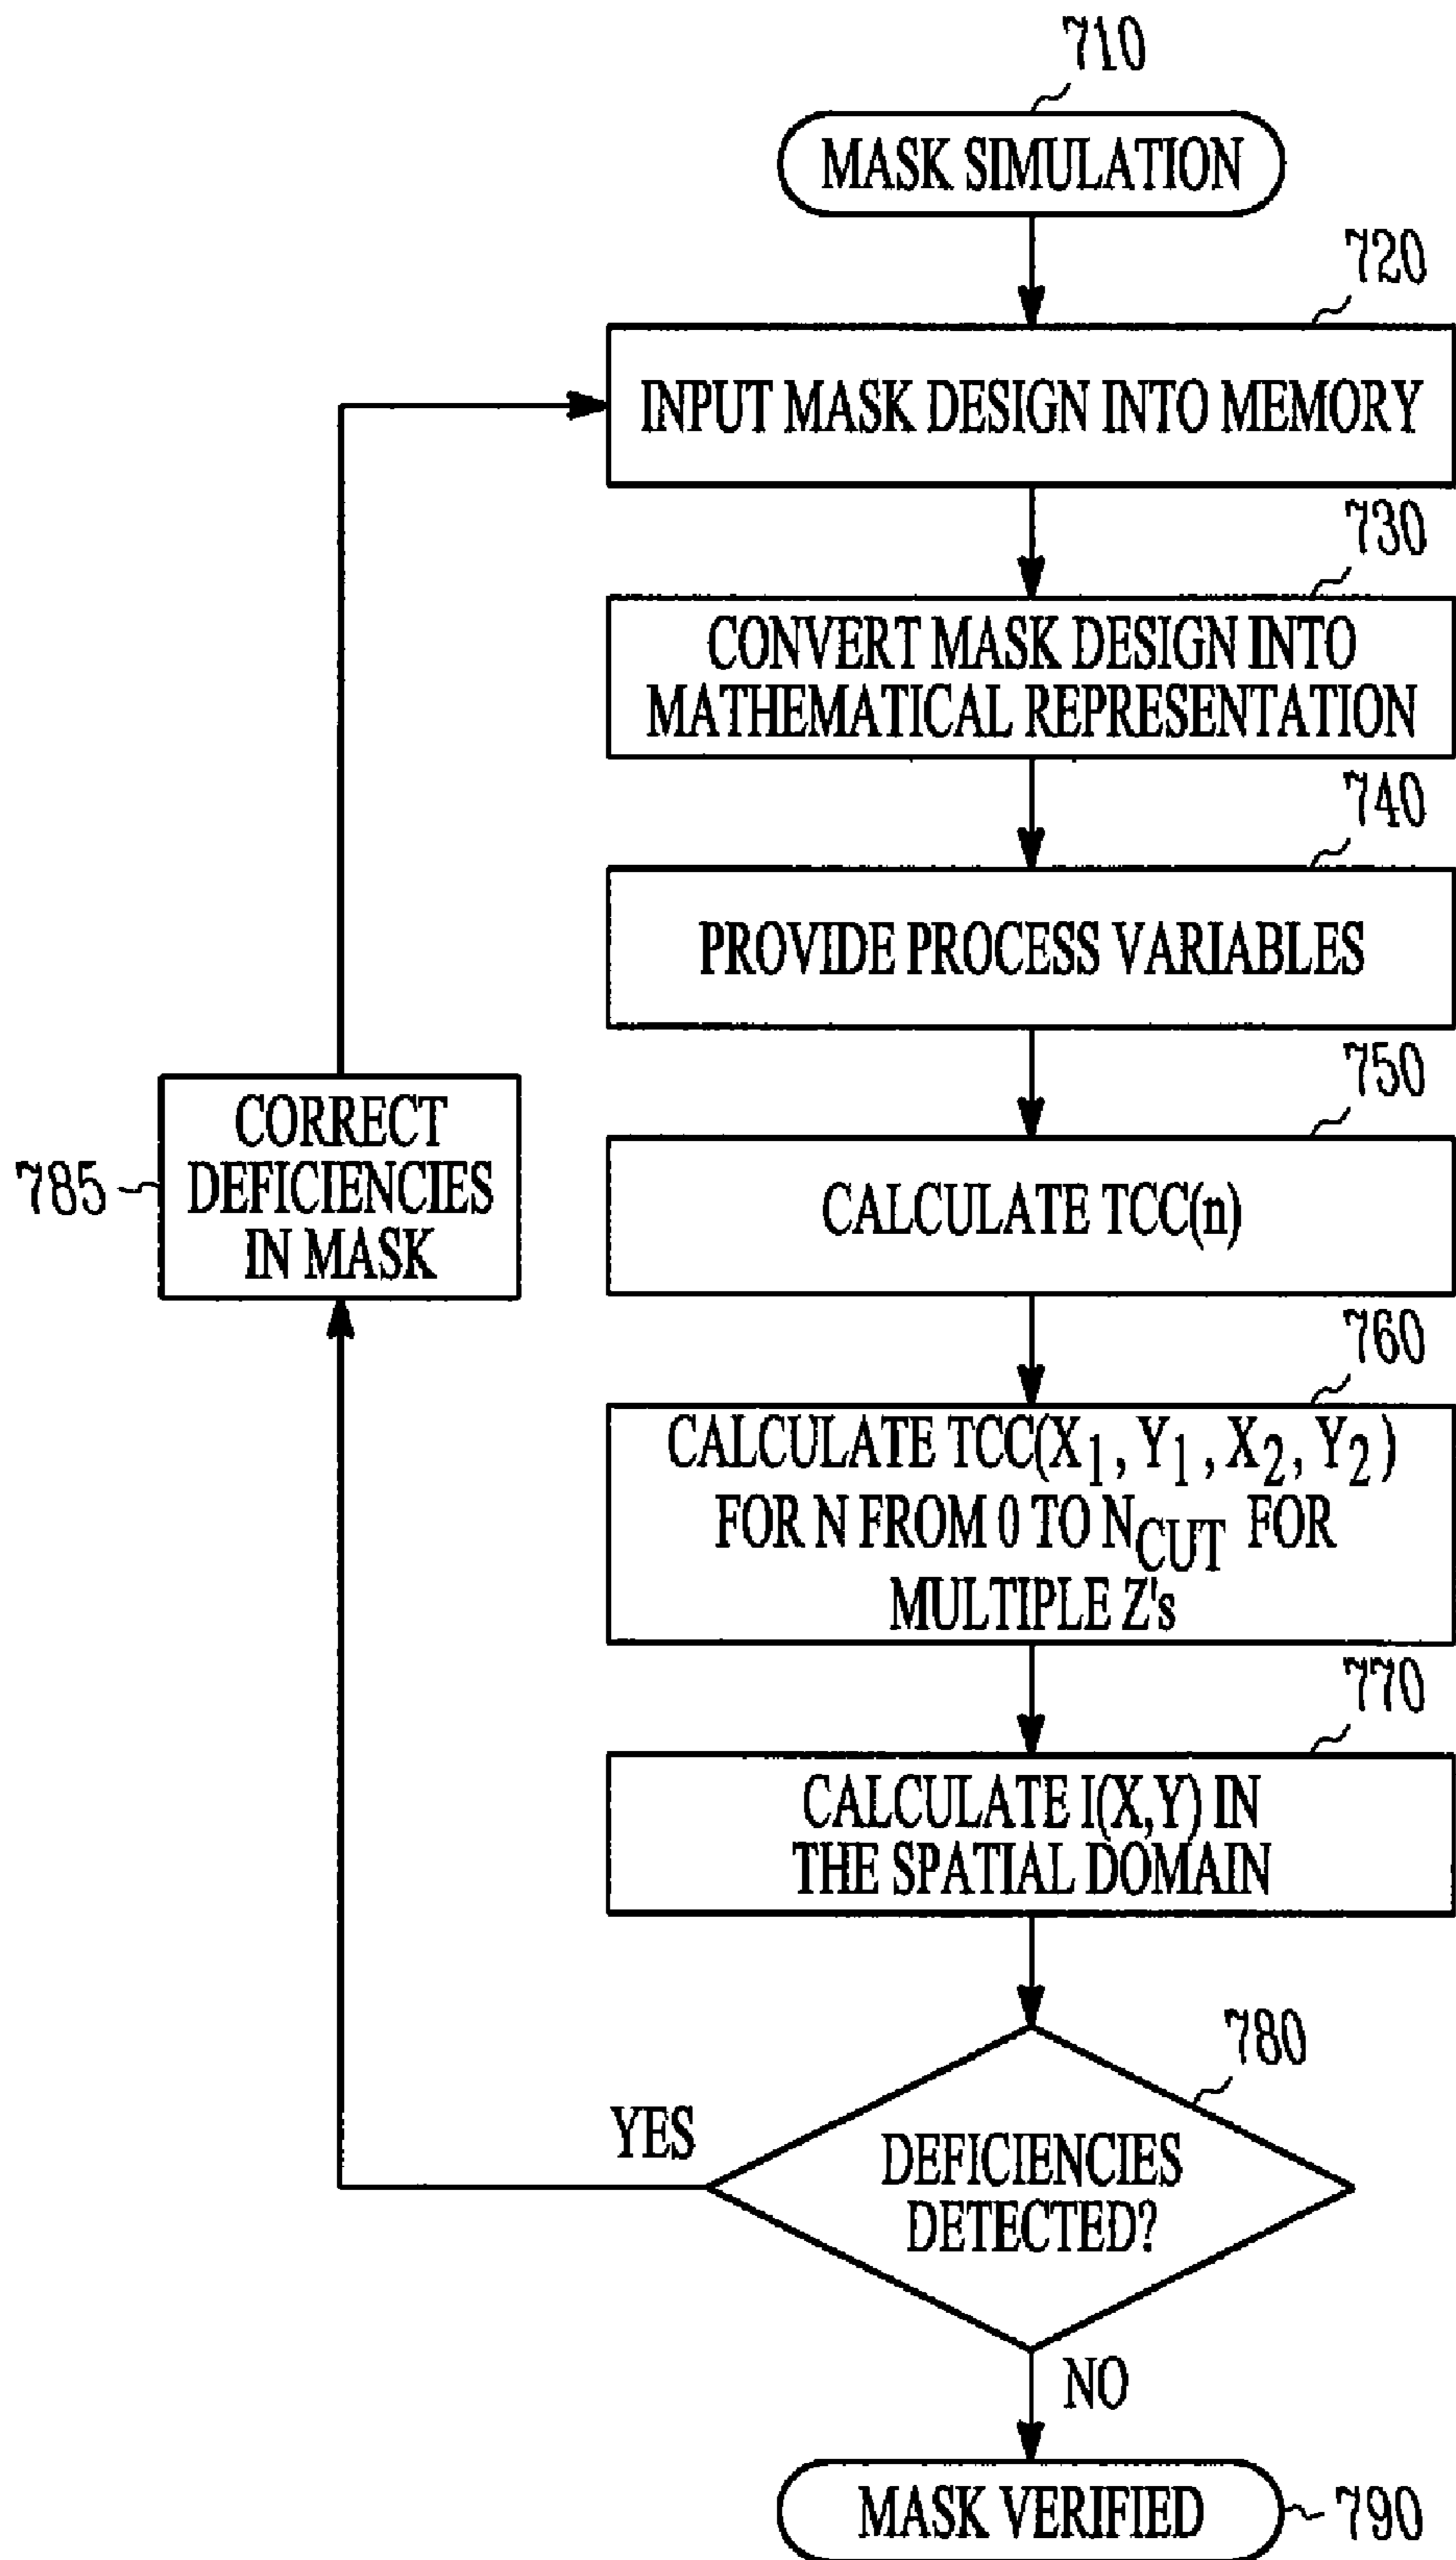 710
MASK SIMULATION
720
INPUT MASK DESIGN INTO MEMORY
730
CONVERT MASK DESIGN INTO
MATHEMATICAL REPRESENTATION
740
PROVIDE PROCESS VARIABLES
750
CALCULATE TCC(n)
785
CORRECT
DEFICIENCIES
IN MASK
760
CALCULATE TCC(X1, Y1, X2, Y2)
FOR N FROM 0 TO NCUT FOR
MULTIPLE Z's
770
CALCULATE I(X,Y) IN
THE SPATIAL DOMAIN
780
YES
DEFICIENCIES
DETECTED?
NO
MASK VERIFIED
790